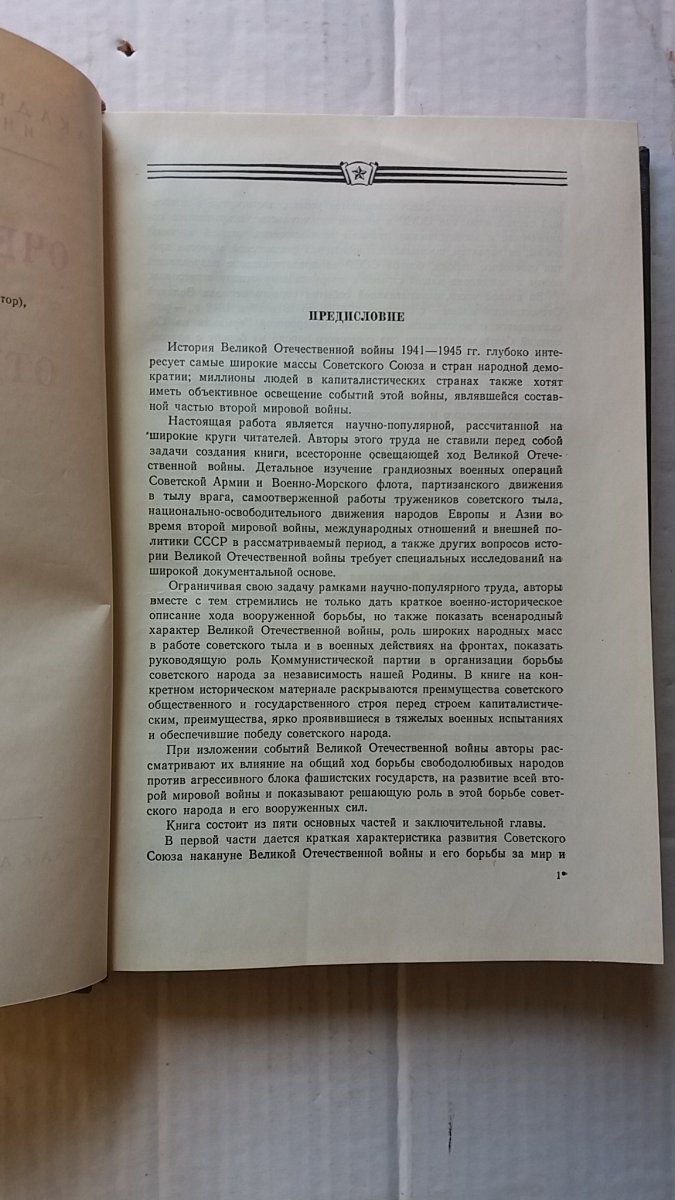 тор),
ПРЕДИСЛОВИЕ
История Великой Отечественной войны 1941—1945 гг. глубоко инте-
ресует самые широкие массы Советского Союза и стран народной демо-
кратии; миллионы людей в капиталистических странах также хотят
иметь объективное освещение событий этой войны, являвшейся состав-
ной частью второй мировой войны.
Настоящая работа является научно-популярной, рассчитанной на
широкие круги читателей. Авторы этого труда не ставили перед собой
задачи создания книги, всесторонне освещающей ход Великой Отече-
ственной войны. Детальное изучение грандиозных военных операций
Советской Армии и Военно-Морского флота, партизанского движения
в тылу врага, самоотверженной работы тружеников советского тыла,
национально-освободительного движения народов Европы и Азии во
время второй мировой войны, международных отношений и внешней по-
литики СССР в рассматриваемый период, а также других вопросов исто-
рии Великой Отечественной войны требует специальных исследований на
широкой документальной основе.
Ограничивая свою задачу рамками научно-популярного труда, авторы
вместе с тем стремились не только дать краткое военно-историческое
описание хода вооруженной борьбы, но также показать всенародный
характер Великой Отечественной войны, роль широких народных масс
в работе советского тыла и в военных действиях на фронтах, показать
руководящую роль Коммунистической партии в организации борьбы
советского народа за независимость нашей Родины. В книге на кон-
кретном историческом материале раскрываются преимущества советского
общественного и государственного строя перед строем капиталистиче-
ским, преимущества, ярко проявившиеся в тяжелых военных испытаниях
и обеспечившие победу советского народа.
При изложении событий Великой Отечественной войны авторы рас-
сматривают их влияние на общий ход борьбы свободолюбивых народов
против агрессивного блока фашистских государств, на развитие всей вто-
рой мировой войны и показывают решающую роль в этой борьбе совет-
ского народа и его вооруженных сил.
Книга состоит из пяти основных частей и заключительной главы.
В первой части дается краткая характеристика развития Советского
Союза накануне Великой Отечественной войны и его борьбы за мир и
1*